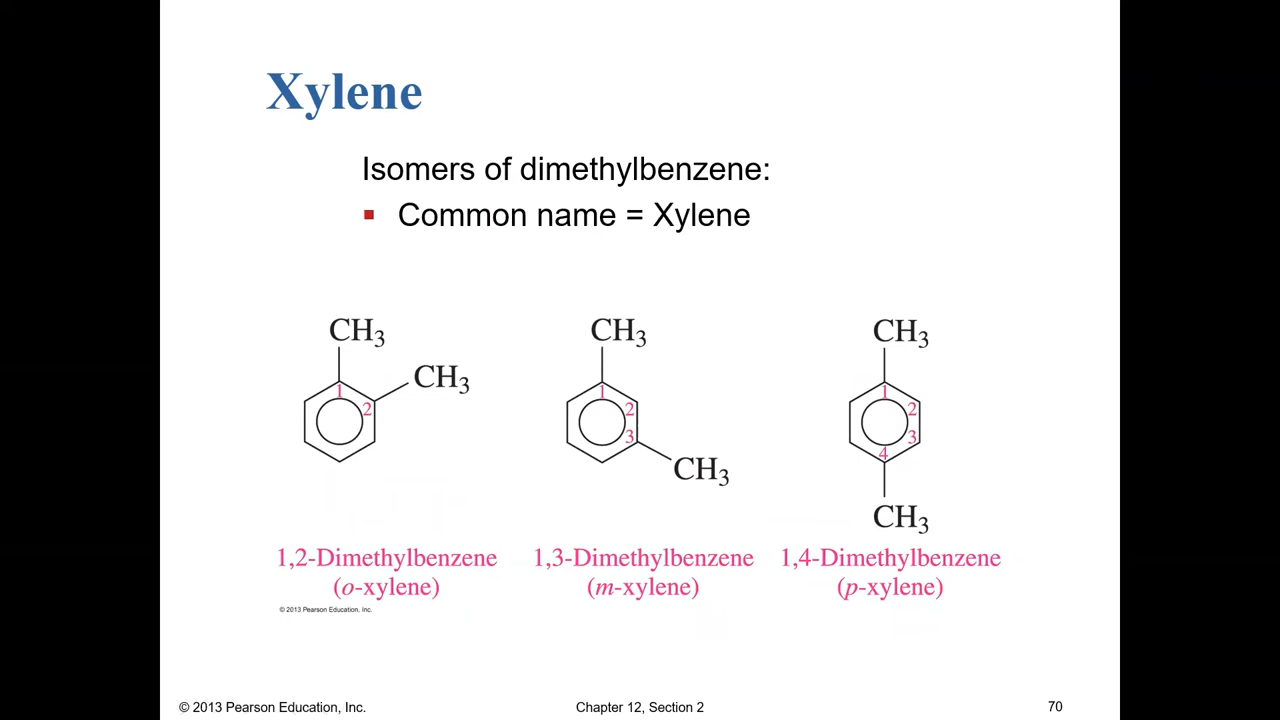 Xylene
Isomers of dimethylbenzene:
▪ Common name = Xylene
CH₃
CH₃
1
2
1,2-Dimethylbenzene
(o-xylene)
CH₃
1
2
3
CH₃
1,3-Dimethylbenzene
(m-xylene)
CH₃
1
2
3
4
CH₃
1,4-Dimethylbenzene
(p-xylene)
© 2013 Pearson Education, Inc.
© 2013 Pearson Education, Inc.
Chapter 12, Section 2
70